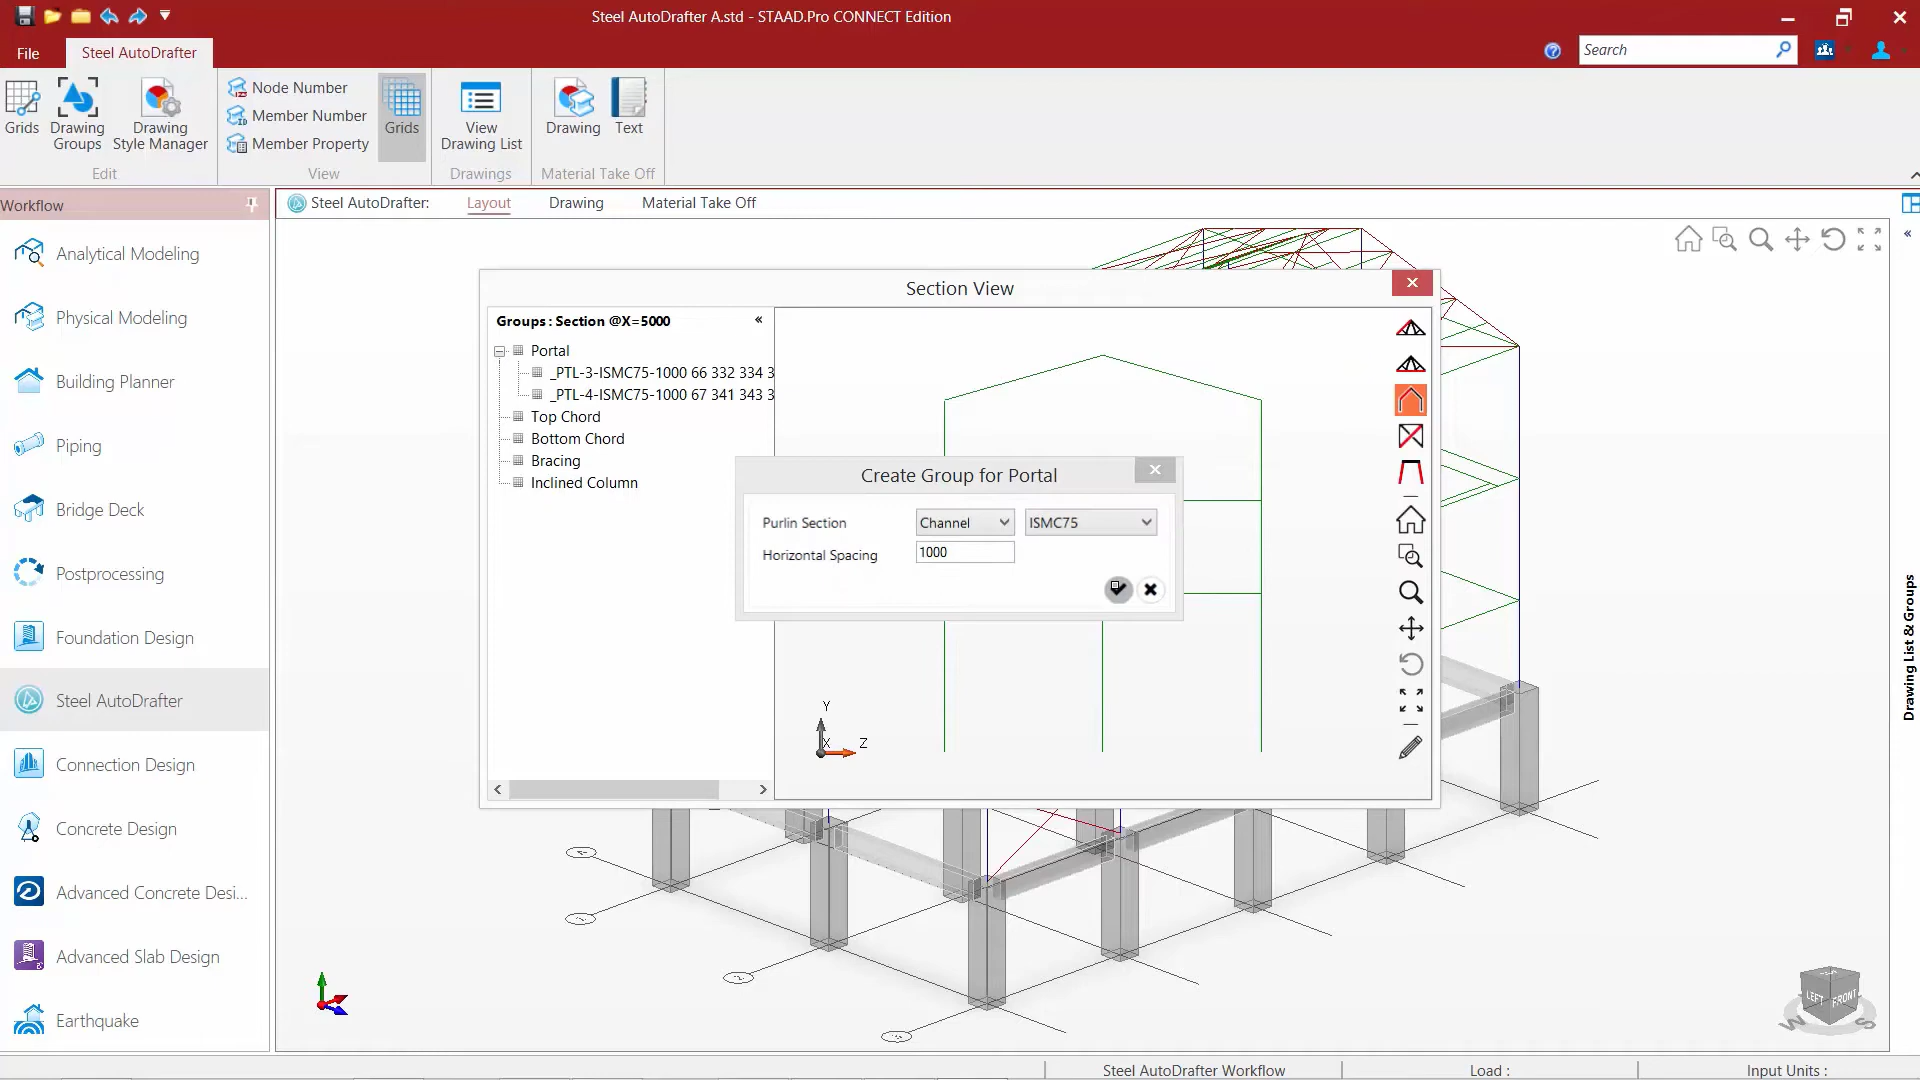 Steel AutoDrafter A.std - STAAD.Pro CONNECT Edition
File
Steel AutoDrafter
Search
Grids
Drawing Groups
Drawing Style Manager
Edit
Node Number
Member Number
Member Property
Grids
View
View Drawing List
Drawings
Drawing
Text
Material Take Off
Workflow
Steel AutoDrafter:
Layout
Drawing
Material Take Off
Analytical Modeling
Physical Modeling
Building Planner
Piping
Bridge Deck
Postprocessing
Foundation Design
Steel AutoDrafter
Connection Design
Concrete Design
Advanced Concrete Desi...
Advanced Slab Design
Earthquake
Section View
Groups : Section @X=5000
Portal
_PTL-3-ISMC75-1000 66 332 334 3
_PTL-4-ISMC75-1000 67 341 343 3
Top Chord
Bottom Chord
Bracing
Inclined Column
Create Group for Portal
Purlin Section
Channel
ISMC75
Horizontal Spacing
1000
Y
X
Z
Drawing List & Groups
LEFT
FRONT
W
S
Steel AutoDrafter Workflow
Load :
Input Units :